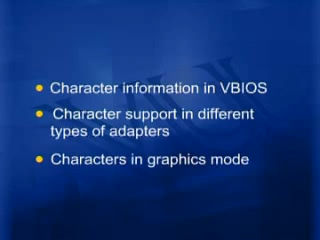 Character information in VBIOS
Character support in different
types of adapters
Characters in graphics mode